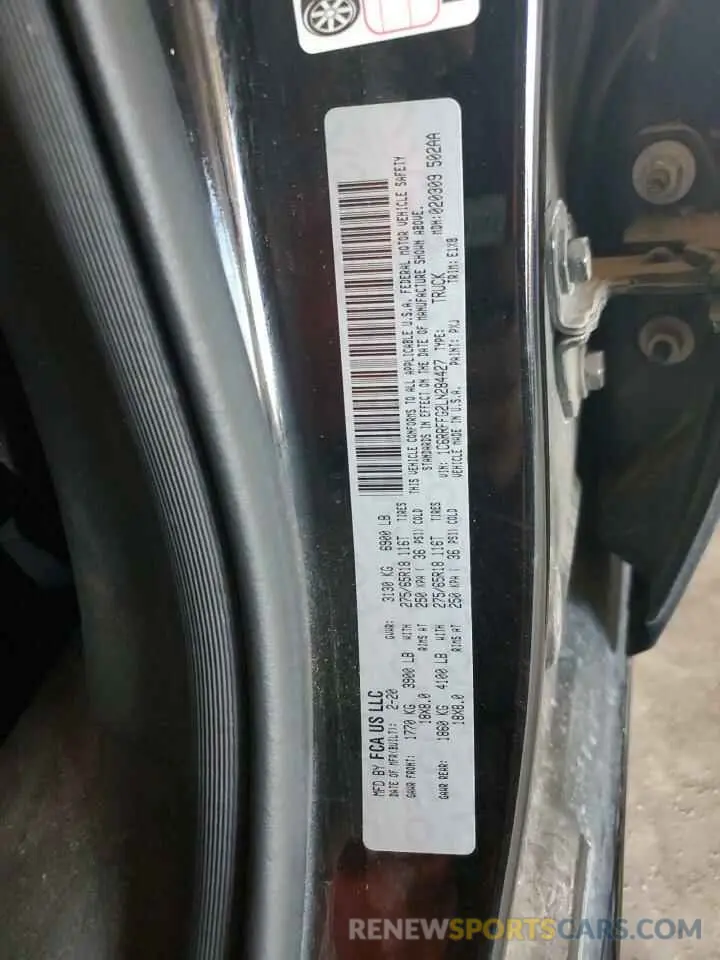 MFD BY FCA US LLC
DATE OF MFR(BUILT): 2-20 GVWR: 3130 KG 6900 LB
GAWR FRONT: 1770 KG 3900 LB WITH 275/65R18 116T TIRES
18X8.0 RIMS AT 250 KPA ( 36 PSI) COLD
GAWR REAR: 1860 KG 4100 LB WITH 275/65R18 116T TIRES
18X8.0 RIMS AT 250 KPA ( 36 PSI) COLD
THIS VEHICLE CONFORMS TO ALL APPLICABLE U.S.A. FEDERAL MOTOR VEHICLE SAFETY
STANDARDS IN EFFECT ON THE DATE OF MANUFACTURE SHOWN ABOVE.
VIN: 1C6RRFFG2LN284427 TYPE: TRUCK MDH:020309 502AA
VEHICLE MADE IN U.S.A. PAINT: PXJ TRIM: E1X8
RENEWSPORTSCARS.COM